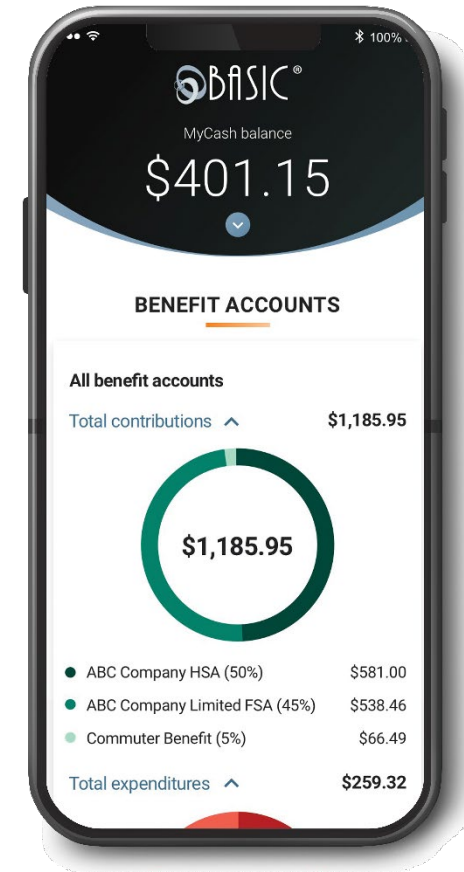 100%
BASIC®
MyCash balance
$401.15
BENEFIT ACCOUNTS
All benefit accounts
Total contributions $1,185.95
$1,185.95
ABC Company HSA (50%) $581.00
ABC Company Limited FSA (45%) $538.46
Commuter Benefit (5%) $66.49
Total expenditures $259.32